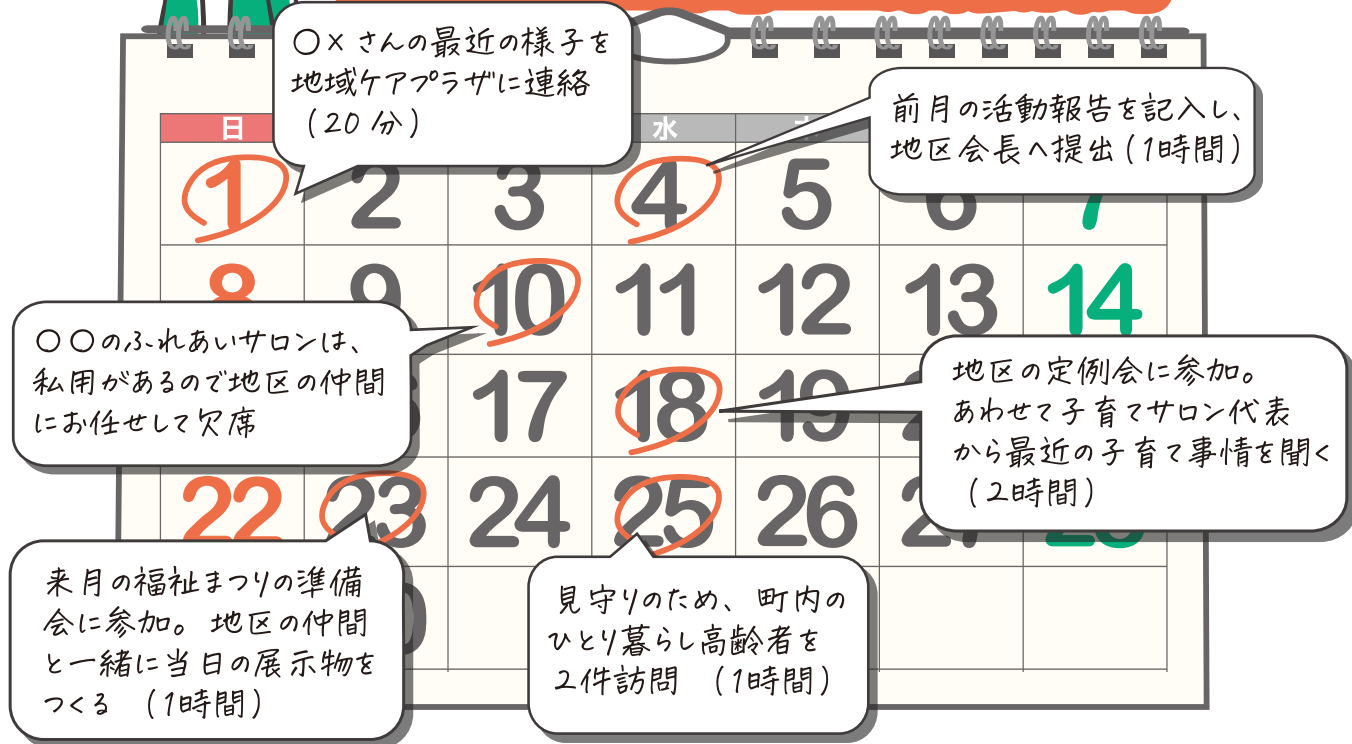 〇×さんの最近の様子を
地域ケアプラザに連絡
(20分)
前月の活動報告を記入し、
地区会長へ提出(1時間)
日 水
1 2 3 4 5 6 7
8 9 10 11 12 13 14
〇〇のふれあいサロンは、
私用があるので地区の仲間
にお任せして欠席
地区の定例会に参加。
あわせて子育てサロン代表
から最近の子育て事情を聞く
(2時間)
17 18 19
22 23 24 25 26
来月の福祉まつりの準備
会に参加。地区の仲間
と一緒に当日の展示物を
つくる (1時間)
見守りのため、町内の
ひとり暮らし高齢者を
2件訪問 (1時間)